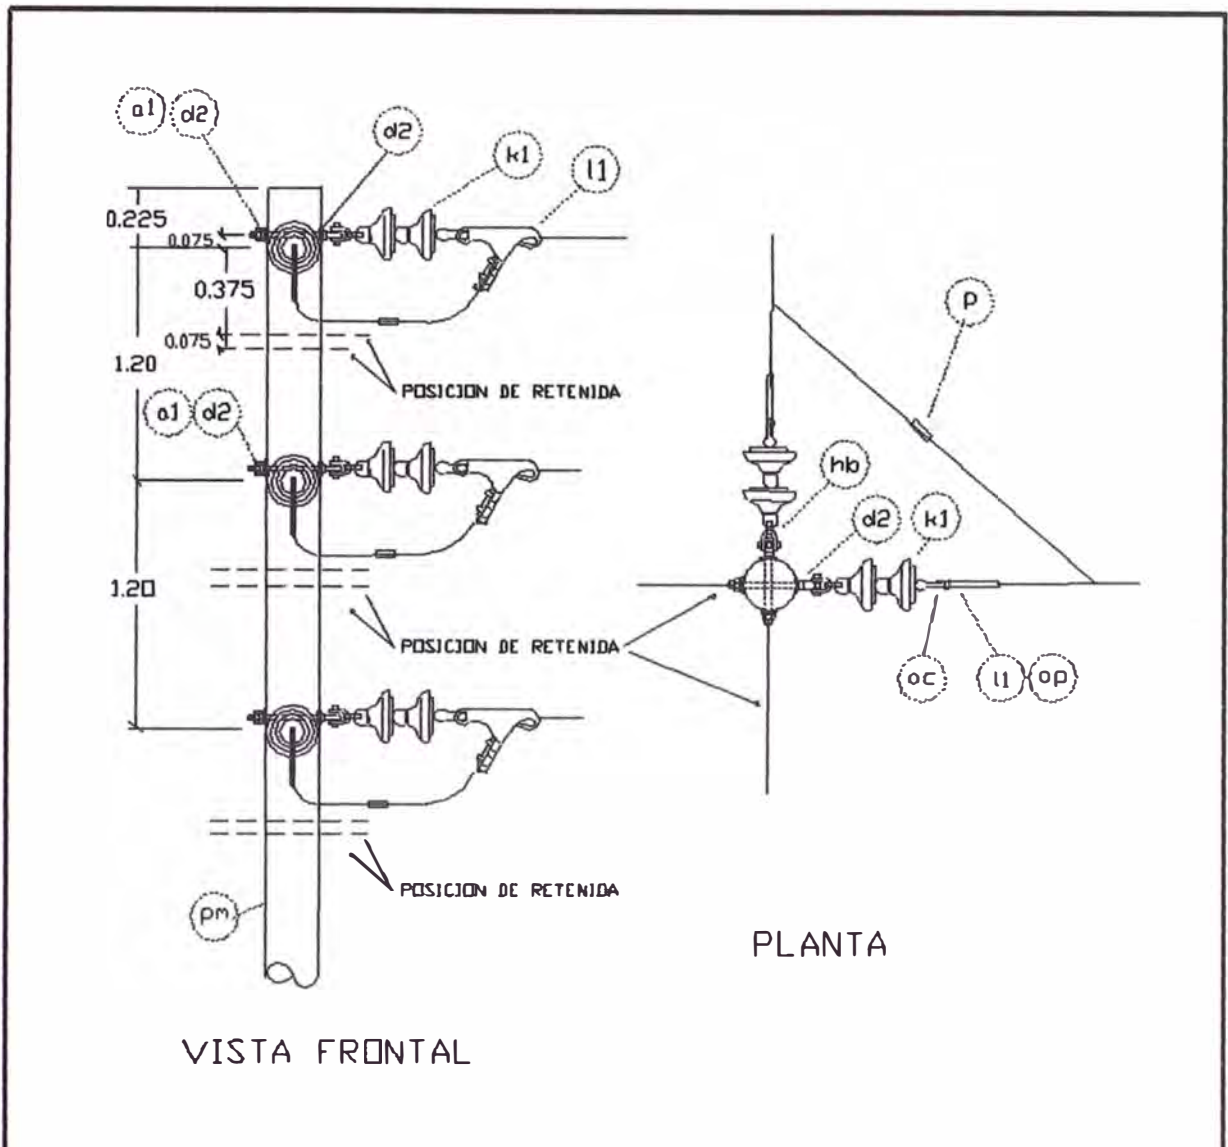 a1 d2
d2
k1
l1
0.225
0.075
0.375
0.075
1.20
POSICION DE RETENIDA
a1 d2
1.20
POSICION DE RETENIDA
POSICION DE RETENIDA
pm
VISTA FRONTAL
p
hb
d2
k1
oc
l1
op
PLANTA